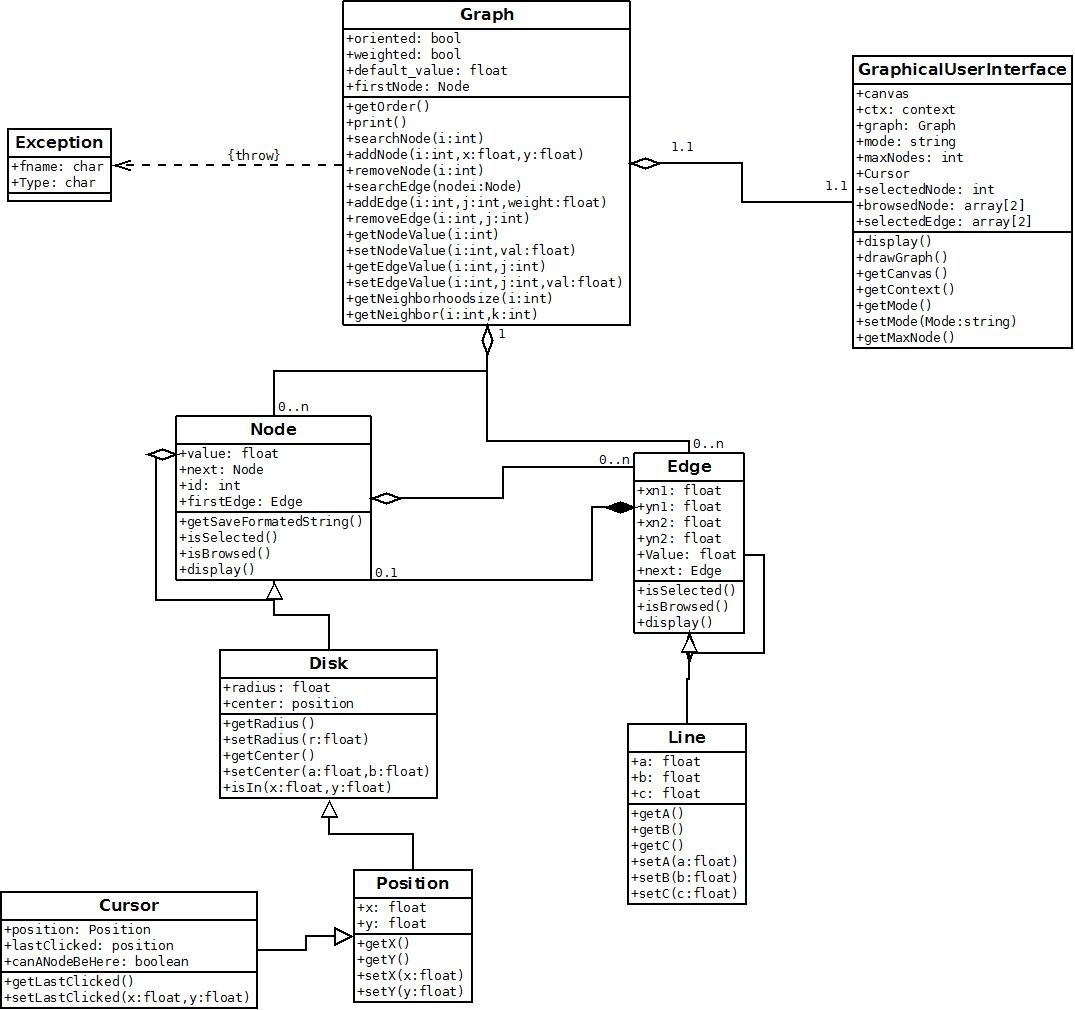 Graph
+oriented: bool
+weighted: bool
+default_value: float
+firstNode: Node
+getOrder()
+print()
+searchNode(i:int)
+addNode(i:int,x:float,y:float)
+removeNode(i:int)
+searchEdge(nodei:Node)
+addEdge(i:int,j:int,weight:float)
+removeEdge(i:int,j:int)
+getNodeValue(i:int)
+setNodeValue(i:int,val:float)
+getEdgeValue(i:int,j:int)
+setEdgeValue(i:int,j:int,val:float)
+getNeighborhoodsize(i:int)
+getNeighbor(i:int,k:int)
GraphicalUserInterface
+canvas
+ctx: context
+graph: Graph
+mode: string
+maxNodes: int
+Cursor
+selectedNode: int
+browsedNode: array[2]
+selectedEdge: array[2]
+display()
+drawGraph()
+getCanvas()
+getContext()
+getMode()
+setMode(Mode:string)
+getMaxNode()
Exception
+fname: char
+Type: char
{throw}
1.1
1.1
1
0..n
0..n
0..n
0.1
Node
+value: float
+next: Node
+id: int
+firstEdge: Edge
+getSaveFormatedString()
+isSelected()
+isBrowsed()
+display()
Edge
+xn1: float
+yn1: float
+xn2: float
+yn2: float
+Value: float
+next: Edge
+isSelected()
+isBrowsed()
+display()
Disk
+radius: float
+center: position
+getRadius()
+setRadius(r:float)
+getCenter()
+setCenter(a:float,b:float)
+isIn(x:float,y:float)
Line
+a: float
+b: float
+c: float
+getA()
+getB()
+getC()
+setA(a:float)
+setB(b:float)
+setC(c:float)
Position
+x: float
+y: float
+getX()
+getY()
+setX(x:float)
+setY(y:float)
Cursor
+position: Position
+lastClicked: position
+canANodeBeHere: boolean
+getLastClicked()
+setLastClicked(x:float,y:float)